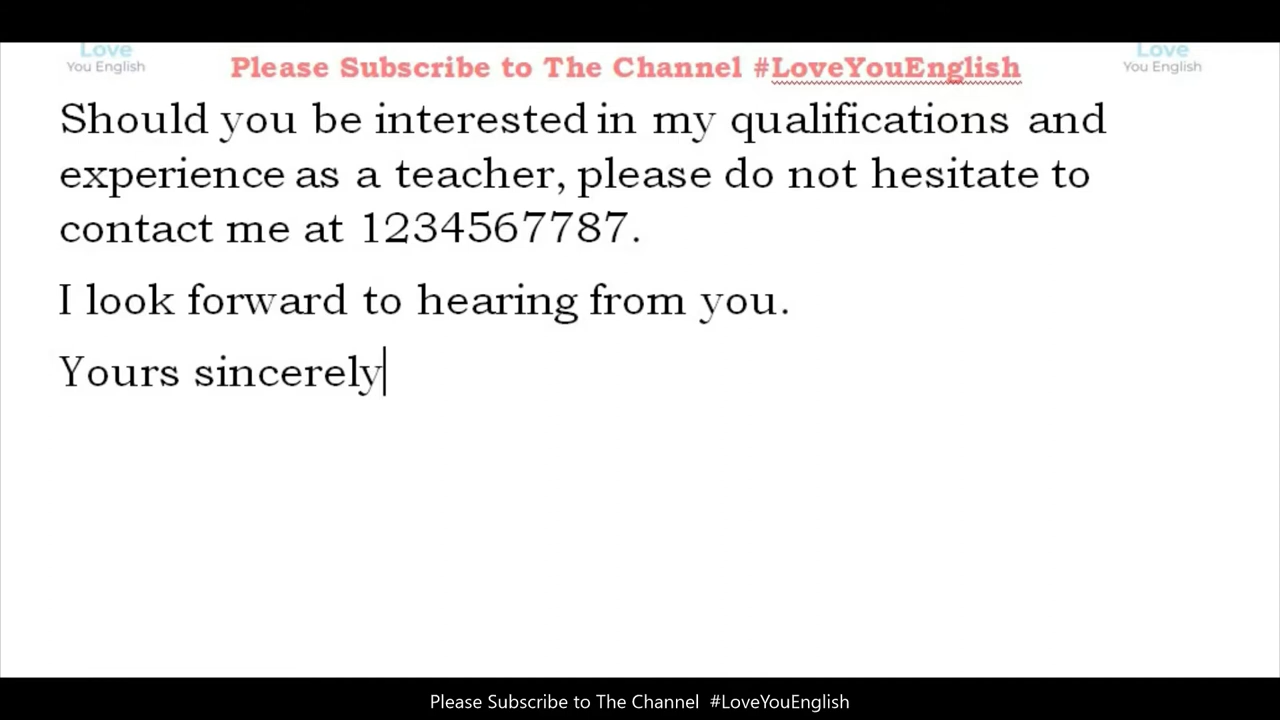 Love
You English
Please Subscribe to The Channel #LoveYouEnglish
Love
You English
Should you be interested in my qualifications and
experience as a teacher, please do not hesitate to
contact me at 1234567787.
I look forward to hearing from you.
Yours sincerely
Please Subscribe to The Channel #LoveYouEnglish